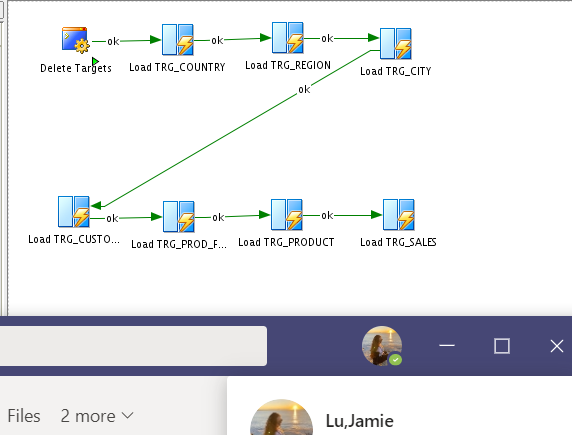 ok
ok
ok
Delete Targets
Load TRG_COUNTRY
Load TRG_REGION
Load TRG_CITY
ok
ok
ok
ok
Load TRG_CUSTO...
Load TRG_PROD_F...
Load TRG_PRODUCT
Load TRG_SALES
Files
2 more
Lu,Jamie